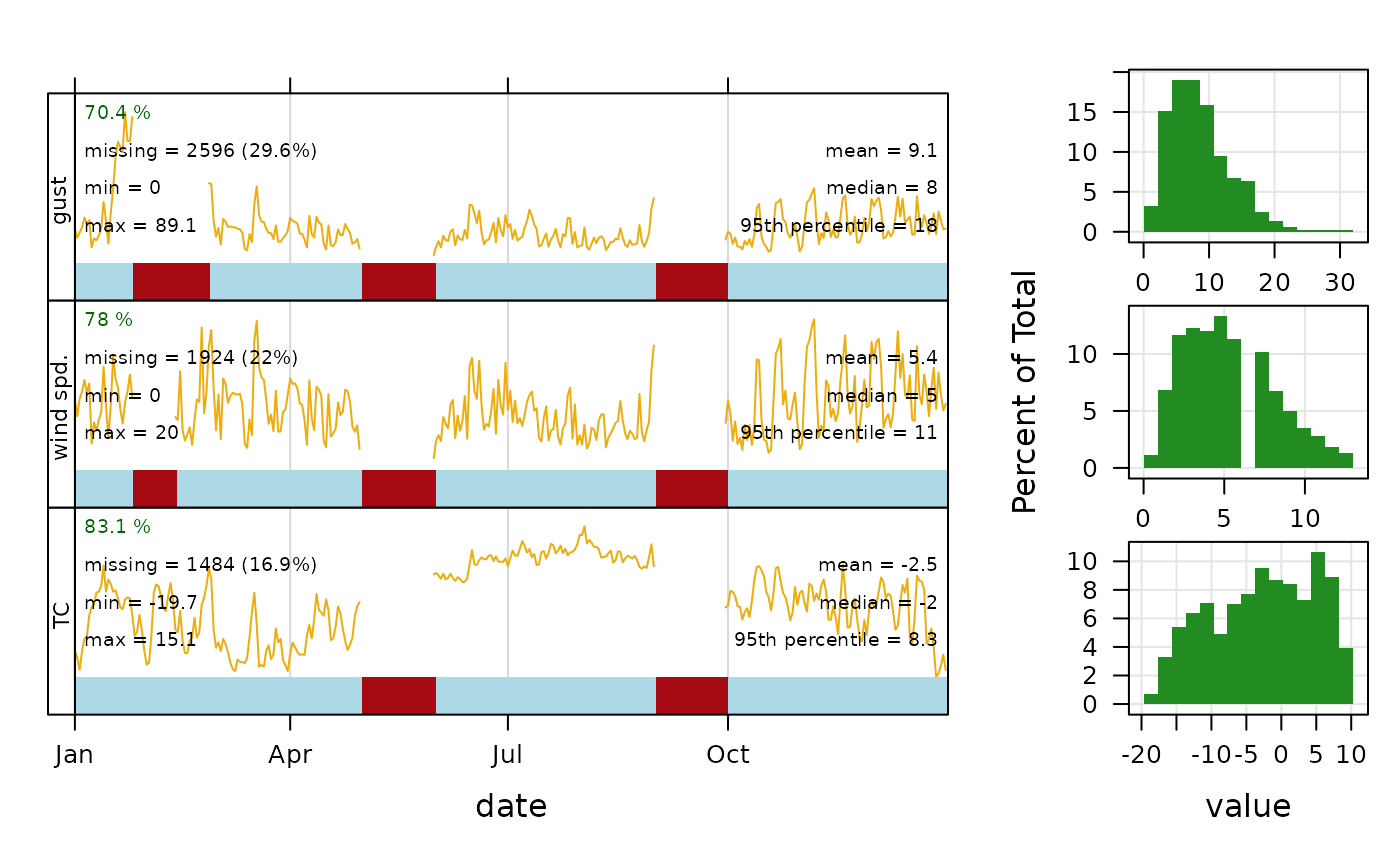 gust
70.4 %
missing = 2596 (29.6%)
min = 0
max = 89.1
mean = 9.1
median = 8
95th percentile = 18
wind spd.
78 %
missing = 1924 (22%)
min = 0
max = 20
mean = 5.4
median = 5
95th percentile = 11
TC
83.1 %
missing = 1484 (16.9%)
min = -19.7
max = 15.1
mean = -2.5
median = -2
95th percentile = 8.3
Jan Apr Jul Oct
date
Percent of Total
15
10
5
0
0 10 20 30
10
5
0
0 5 10
10
8
6
4
2
0
-20 -10 -5 0 5 10
value